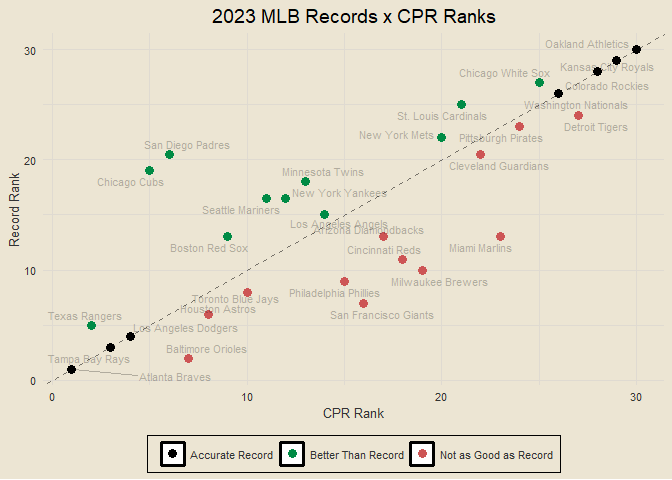 2023 MLB Records x CPR Ranks
Record Rank
30
20
10
0
Oakland Athletics
Kansas City Royals
Chicago White Sox
Colorado Rockies
Washington Nationals
St. Louis Cardinals
Detroit Tigers
New York Mets
Pittsburgh Pirates
San Diego Padres
Cleveland Guardians
Minnesota Twins
Chicago Cubs
New York Yankees
Seattle Mariners
Los Angeles Angels
Arizona Diamondbacks
Boston Red Sox
Cincinnati Reds
Miami Marlins
Milwaukee Brewers
Philadelphia Phillies
Toronto Blue Jays
Houston Astros
San Francisco Giants
Texas Rangers
Los Angeles Dodgers
Baltimore Orioles
Tampa Bay Rays
Atlanta Braves
0
10
20
30
CPR Rank
Accurate Record
Better Than Record
Not as Good as Record